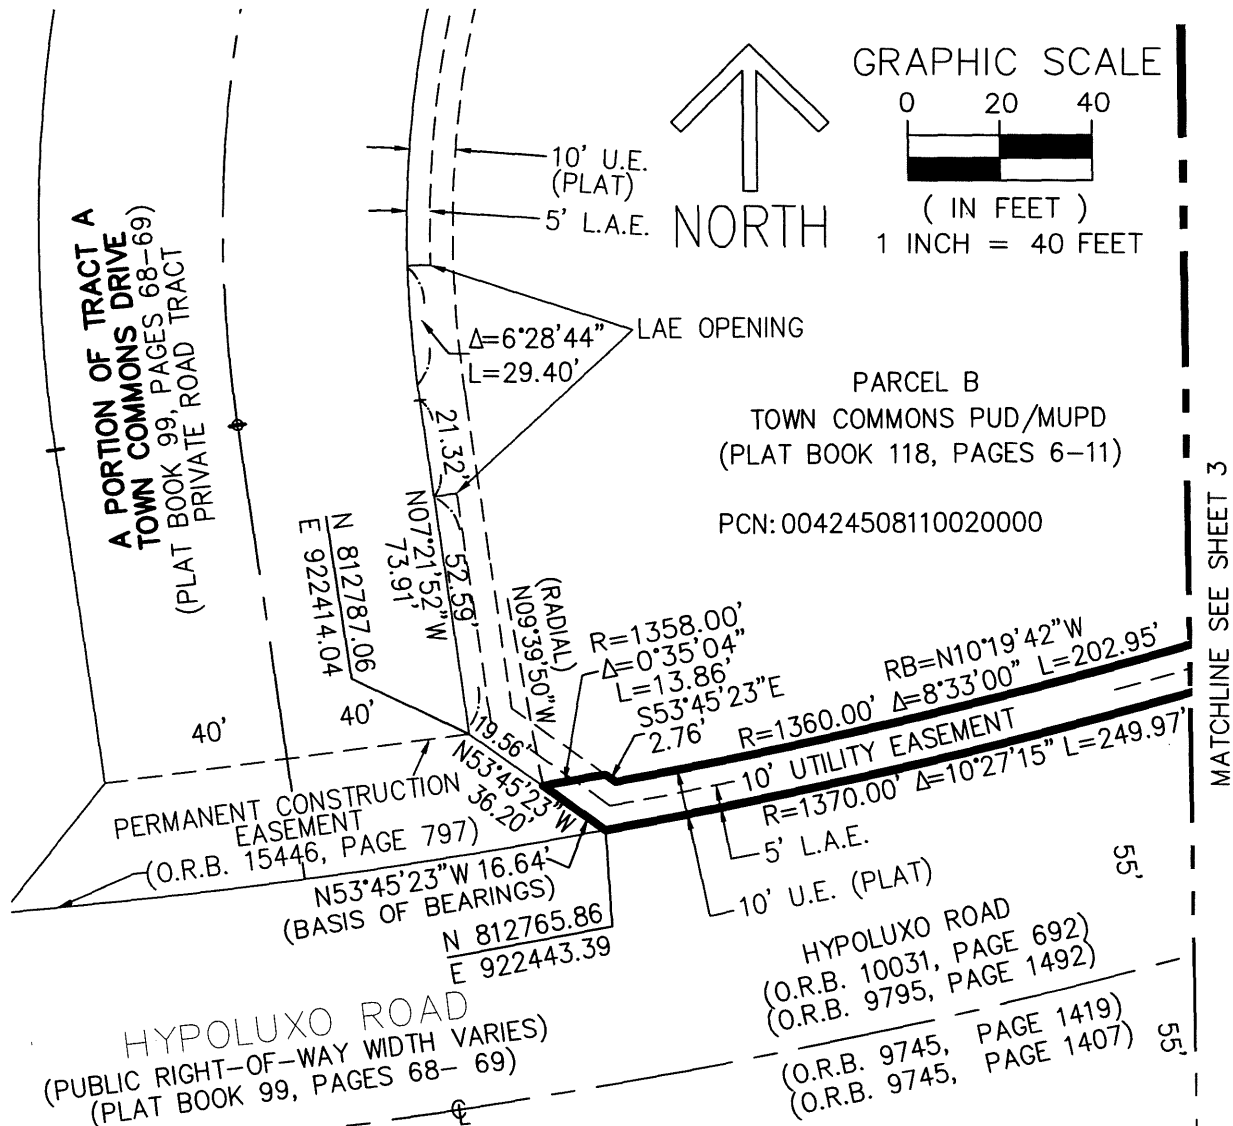 GRAPHIC SCALE
0 20 40
( IN FEET )
1 INCH = 40 FEET
NORTH
10' U.E.
(PLAT)
5' L.A.E.
LAE OPENING
Δ=6°28'44"
L=29.40'
A PORTION OF TRACT A
TOWN COMMONS DRIVE
(PLAT BOOK 99, PAGES 68-69)
PRIVATE ROAD TRACT
PARCEL B
TOWN COMMONS PUD/MUPD
(PLAT BOOK 118, PAGES 6-11)
PCN: 00424508110020000
MATCHLINE SEE SHEET 3
21.32'
52.59'
N07°21'52"W
73.91'
N 812787.06
E 922414.04
(RADIAL)
N09°39'50"W
R=1358.00'
Δ=0°35'04"
L=13.86'
S53°45'23"E
2.76'
RB=N10°19'42"W
R=1360.00' Δ=8°33'00" L=202.95'
10' UTILITY EASEMENT
R=1370.00' Δ=10°27'15" L=249.97'
40'
40'
19.56'
N53°45'23"W
36.20'
PERMANENT CONSTRUCTION
EASEMENT
(O.R.B. 15446, PAGE 797)
N53°45'23"W 16.64'
(BASIS OF BEARINGS)
N 812765.86
E 922443.39
5' L.A.E.
10' U.E. (PLAT)
55'
HYPOLUXO ROAD
(O.R.B. 10031, PAGE 692)
(O.R.B. 9795, PAGE 1492)
(O.R.B. 9745, PAGE 1419)
(O.R.B. 9745, PAGE 1407)
55'
HYPOLUXO ROAD
(PUBLIC RIGHT-OF-WAY WIDTH VARIES)
(PLAT BOOK 99, PAGES 68- 69)
℄